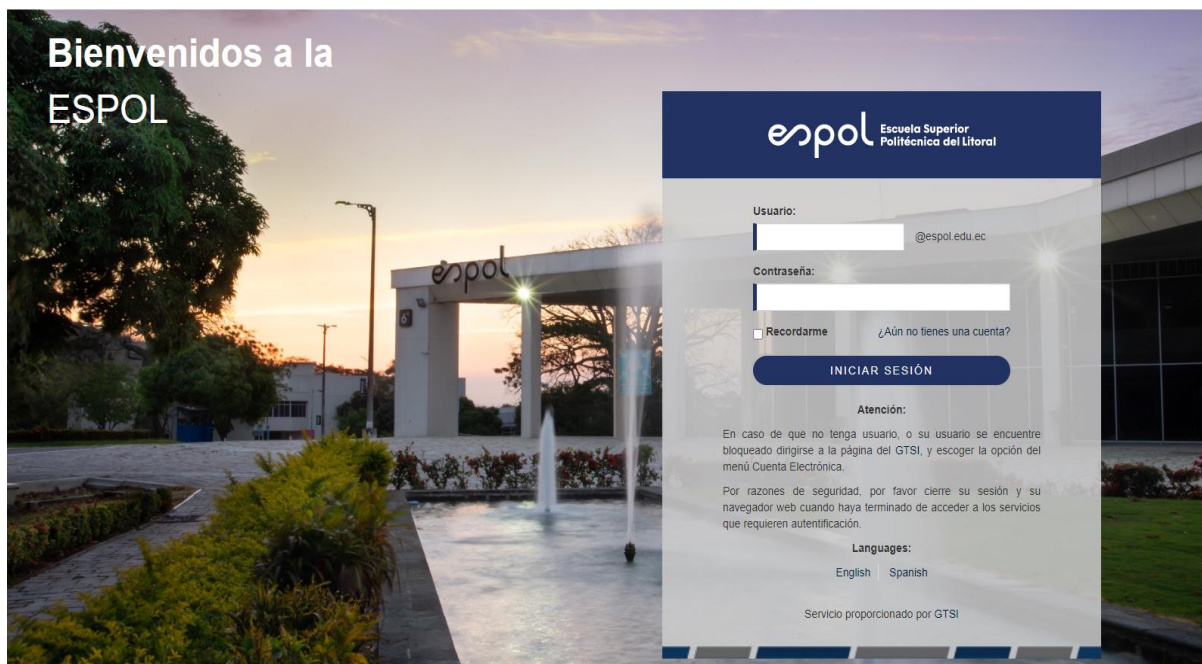 Bienvenidos a la
ESPOL
espol Escuela Superior
Politécnica del Litoral
Usuario:
@espol.edu.ec
Contraseña:
Recordarme ¿Aún no tienes una cuenta?
INICIAR SESIÓN
Atención:
En caso de que no tenga usuario, o su usuario se encuentre
bloqueado dirigirse a la página del GTSI, y escoger la opción del
menú Cuenta Electrónica.
Por razones de seguridad, por favor cierre su sesión y su
navegador web cuando haya terminado de acceder a los servicios
que requieren autentificación.
Languages:
English Spanish
Servicio proporcionado por GTSI
espol
6